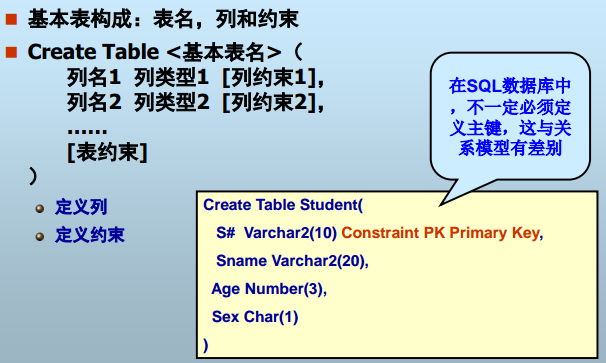 基本表构成：表名，列和约束
Create Table <基本表名>（
列名1 列类型1 [列约束1],
列名2 列类型2 [列约束2],
......
[表约束]
）
定义列
定义约束
在SQL数据库中
，不一定必须定
义主键，这与关
系模型有差别
Create Table Student(
S# Varchar2(10) Constraint PK Primary Key,
Sname Varchar2(20),
Age Number(3),
Sex Char(1)
)